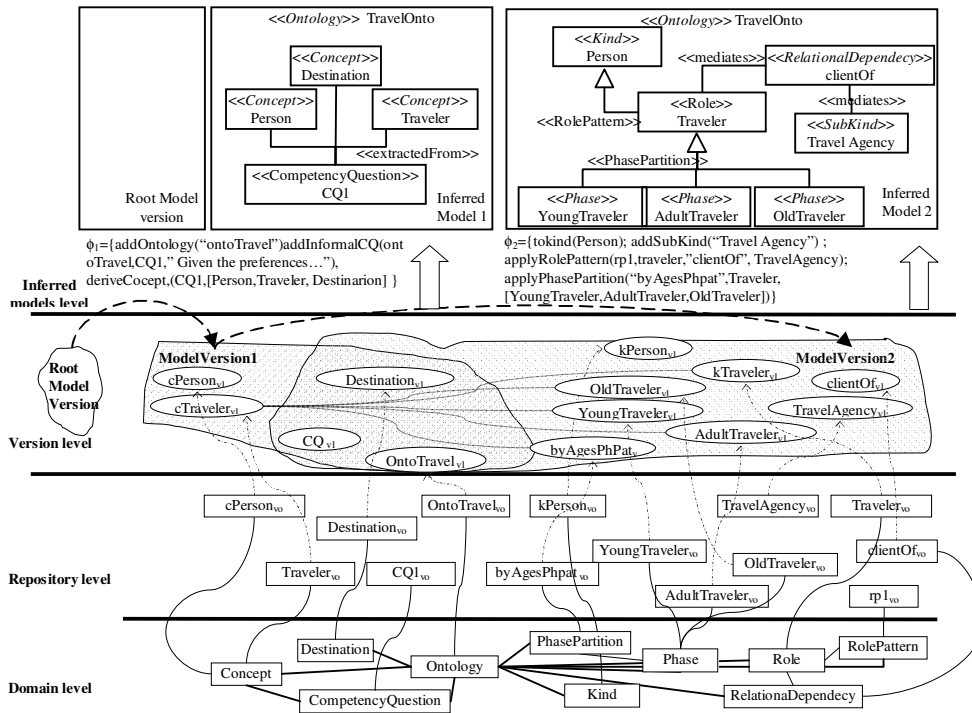 <<Ontology>> TravelOnto
<<Concept>>
Destination
<<Concept>>
Person
<<Concept>>
Traveler
<<extractedFrom>>
<<CompetencyQuestion>>
CQ1
Root Model
version
Inferred
Model 1
<<Ontology>> TravelOnto
<<Kind>>
Person
<<mediates>>
<<RelationalDependecy>>
clientOf
<<Role>>
Traveler
<<RolePattern>>
<<mediates>>
<<SubKind>>
Travel Agency
<<PhasePartition>>
<<Phase>>
YoungTraveler
<<Phase>>
AdultTraveler
<<Phase>>
OldTraveler
Inferred
Model 2
ϕ1={addOntology(“ontoTravel”)addInformalCQ(ont
oTravel,CQ1,” Given the preferences…”),
deriveCocept,(CQ1,[Person,Traveler, Destinarion] }
ϕ2={tokind(Person); addSubKind(“Travel Agency”) ;
applyRolePattern(rp1,traveler,”clientOf”, TravelAgency);
applyPhasePartition(“byAgesPhpat”,Traveler,
[YoungTraveler,AdultTraveler,OldTraveler])}
Inferred
models level
Root
Model
Version
ModelVersion1
cPersonv1
cTravelerv1
Destinationv1
CQ v1
OntoTravelv1
kPersonv1
OldTravelerv1
YoungTravelerv1
byAgesPhPatv
kTravelerv1
AdultTravelerv1
ModelVersion2
clientOfv1
TravelAgencyv1
Version level
cPersonvo
Destinationvo
OntoTravelvo
kPersonvo
TravelAgencyvo
Travelervo
Travelervo
CQ1vo
byAgesPhpatvo
YoungTravelervo
OldTravelervo
clientOfvo
AdultTravelervo
rp1vo
Repository level
Destination
PhasePartition
Concept
Ontology
Phase
Role
RolePattern
CompetencyQuestion
Kind
RelationaDependecy
Domain level